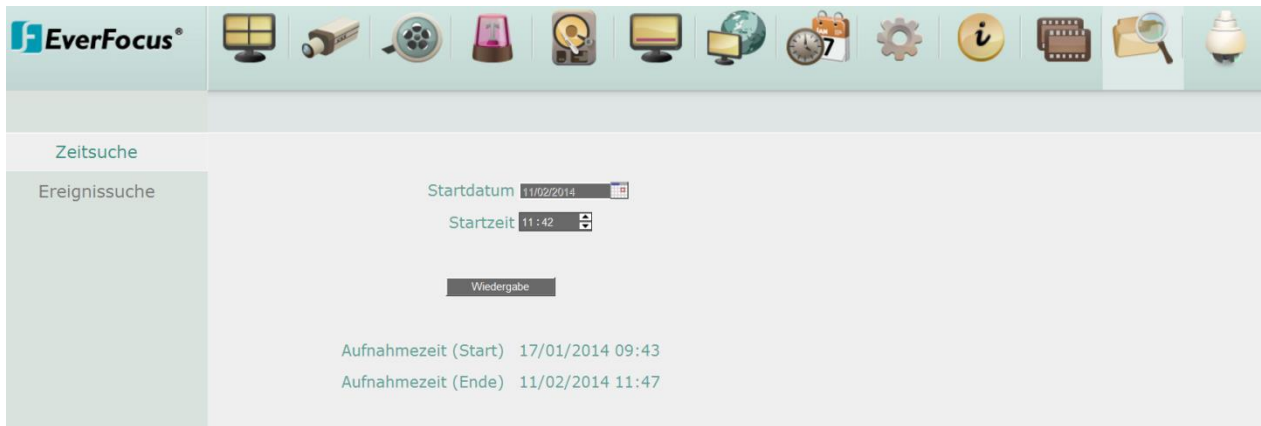 EverFocus®
Zeitsuche
Ereignissuche
Startdatum 11/02/2014
Startzeit 11:42
Wiedergabe
Aufnahmezeit (Start) 17/01/2014 09:43
Aufnahmezeit (Ende) 11/02/2014 11:47